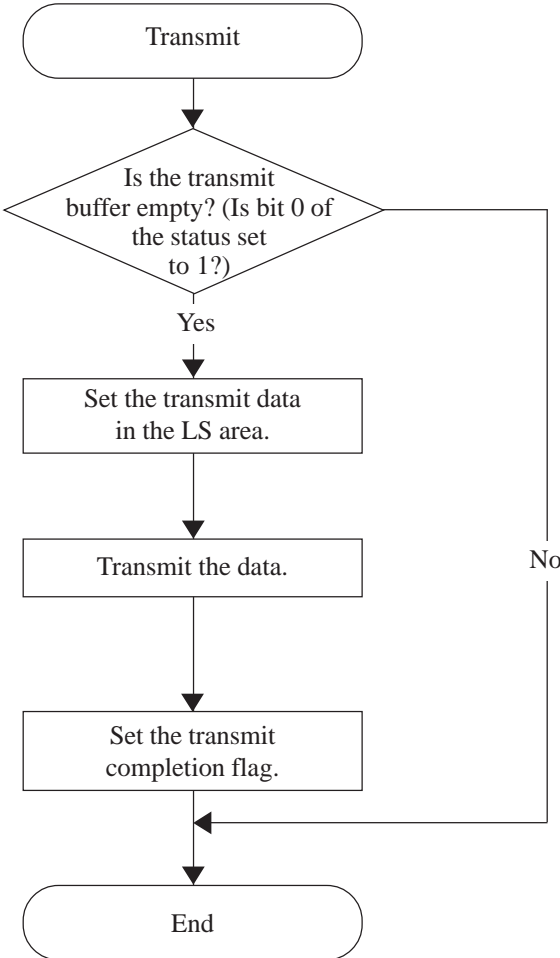 Transmit
Is the transmit
buffer empty? (Is bit 0 of
the status set
to 1?)
Yes
Set the transmit data
in the LS area.
Transmit the data.
No
Set the transmit
completion flag.
End